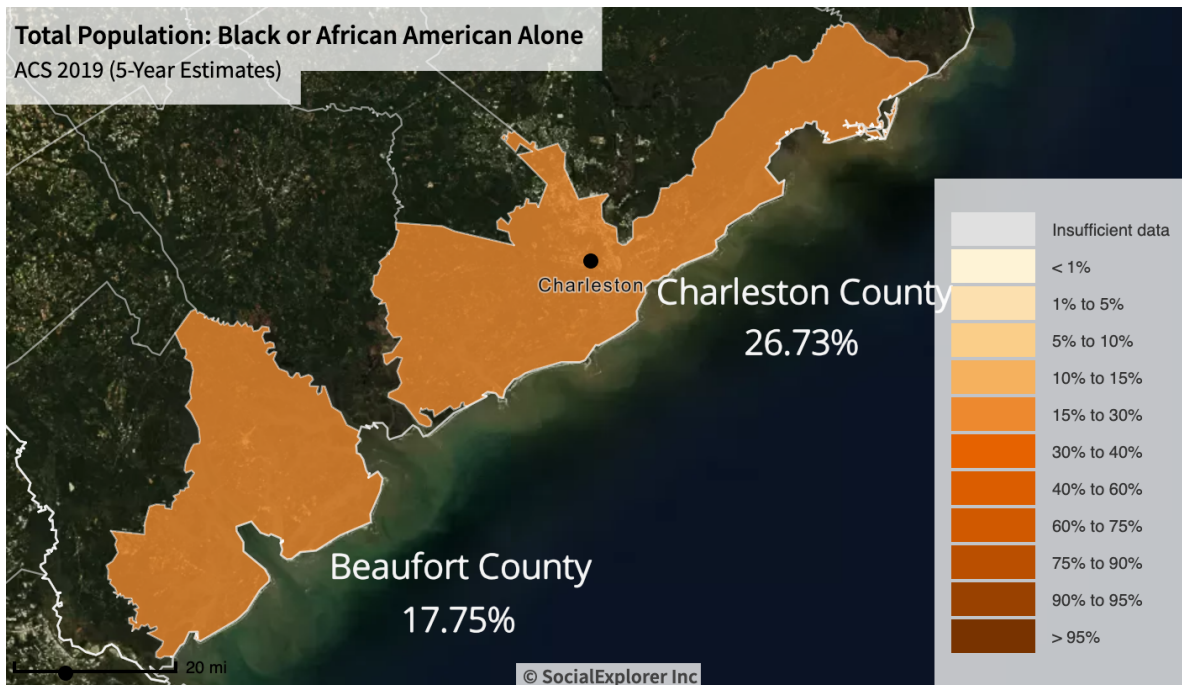 Total Population: Black or African American Alone
ACS 2019 (5-Year Estimates)
Charleston
Charleston County
26.73%
Beaufort County
17.75%
Insufficient data
< 1%
1% to 5%
5% to 10%
10% to 15%
15% to 30%
30% to 40%
40% to 60%
60% to 75%
75% to 90%
90% to 95%
> 95%
20 mi
© SocialExplorer Inc